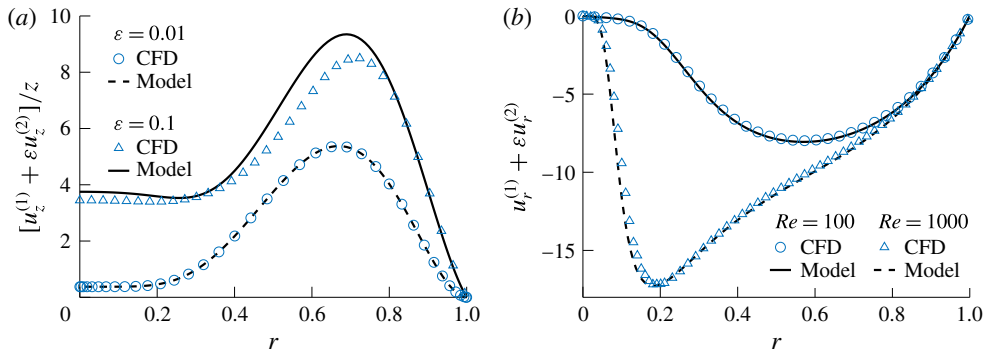 (a)
[u_z^{(1)} + εu_z^{(2)}]/z
10
8
6
4
2
0
0.2
0.4
0.6
0.8
1.0
r
ε = 0.01
CFD
Model
ε = 0.1
CFD
Model
(b)
u_r^{(1)} + εu_r^{(2)}
0
−5
−10
−15
0
0.2
0.4
0.6
0.8
1.0
r
Re = 100 Re = 1000
CFD CFD
Model Model